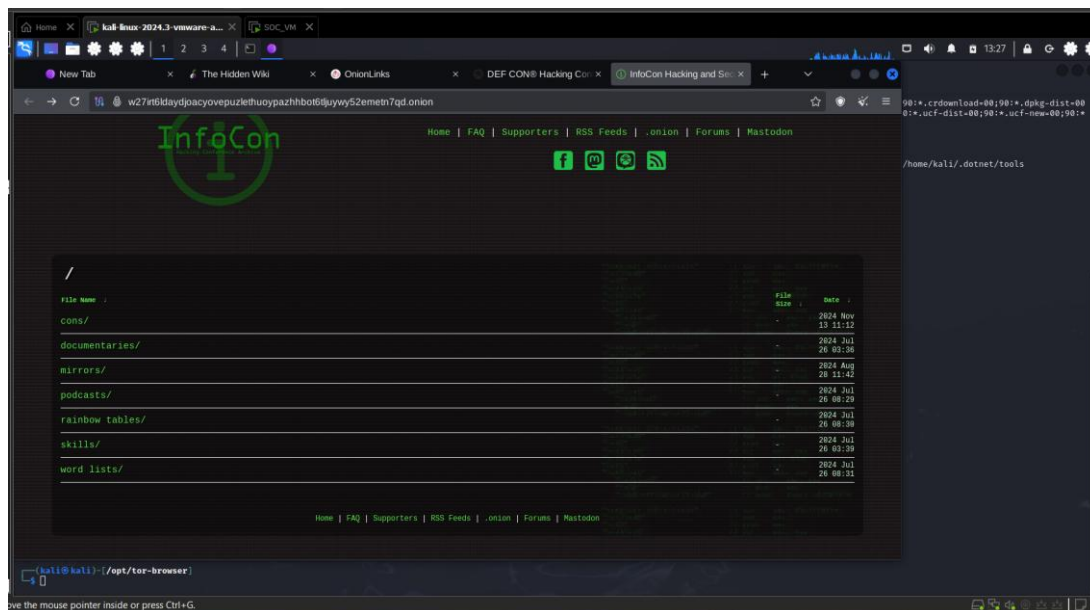 Home
kali-linux-2024.3-vmware-a...
SOC_VM
1 2 3 4
13:27
New Tab
The Hidden Wiki
OnionLinks
DEF CON® Hacking Con
InfoCon Hacking and Sec
w27irt6ldaydjoacyovepuzlethuoypazhhbot6tljuywy52emetn7qd.onion
90:*.crdownload=00;90:*.dpkg-dist=00
0:*.ucf-dist=00;90:*.ucf-new=00;90:*
/home/kali/.dotnet/tools
InfoCon
Home | FAQ | Supporters | RSS Feeds | .onion | Forums | Mastodon
/
File Name ↓ File Size ↓ Date ↓
cons/ - 2024 Nov 13 11:12
documentaries/ - 2024 Jul 26 03:36
mirrors/ - 2024 Aug 28 11:42
podcasts/ - 2024 Jul 26 08:29
rainbow tables/ - 2024 Jul 26 08:30
skills/ - 2024 Jul 26 03:39
word lists/ - 2024 Jul 26 08:31
Home | FAQ | Supporters | RSS Feeds | .onion | Forums | Mastodon
┌──(kali㉿kali)-[/opt/tor-browser]
└─$
ove the mouse pointer inside or press Ctrl+G.